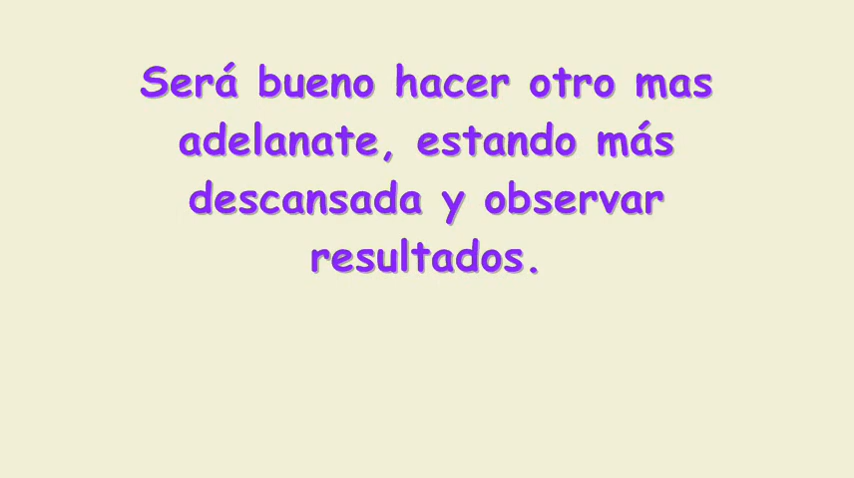 Será bueno hacer otro mas
adelanate, estando más
descansada y observar
resultados.